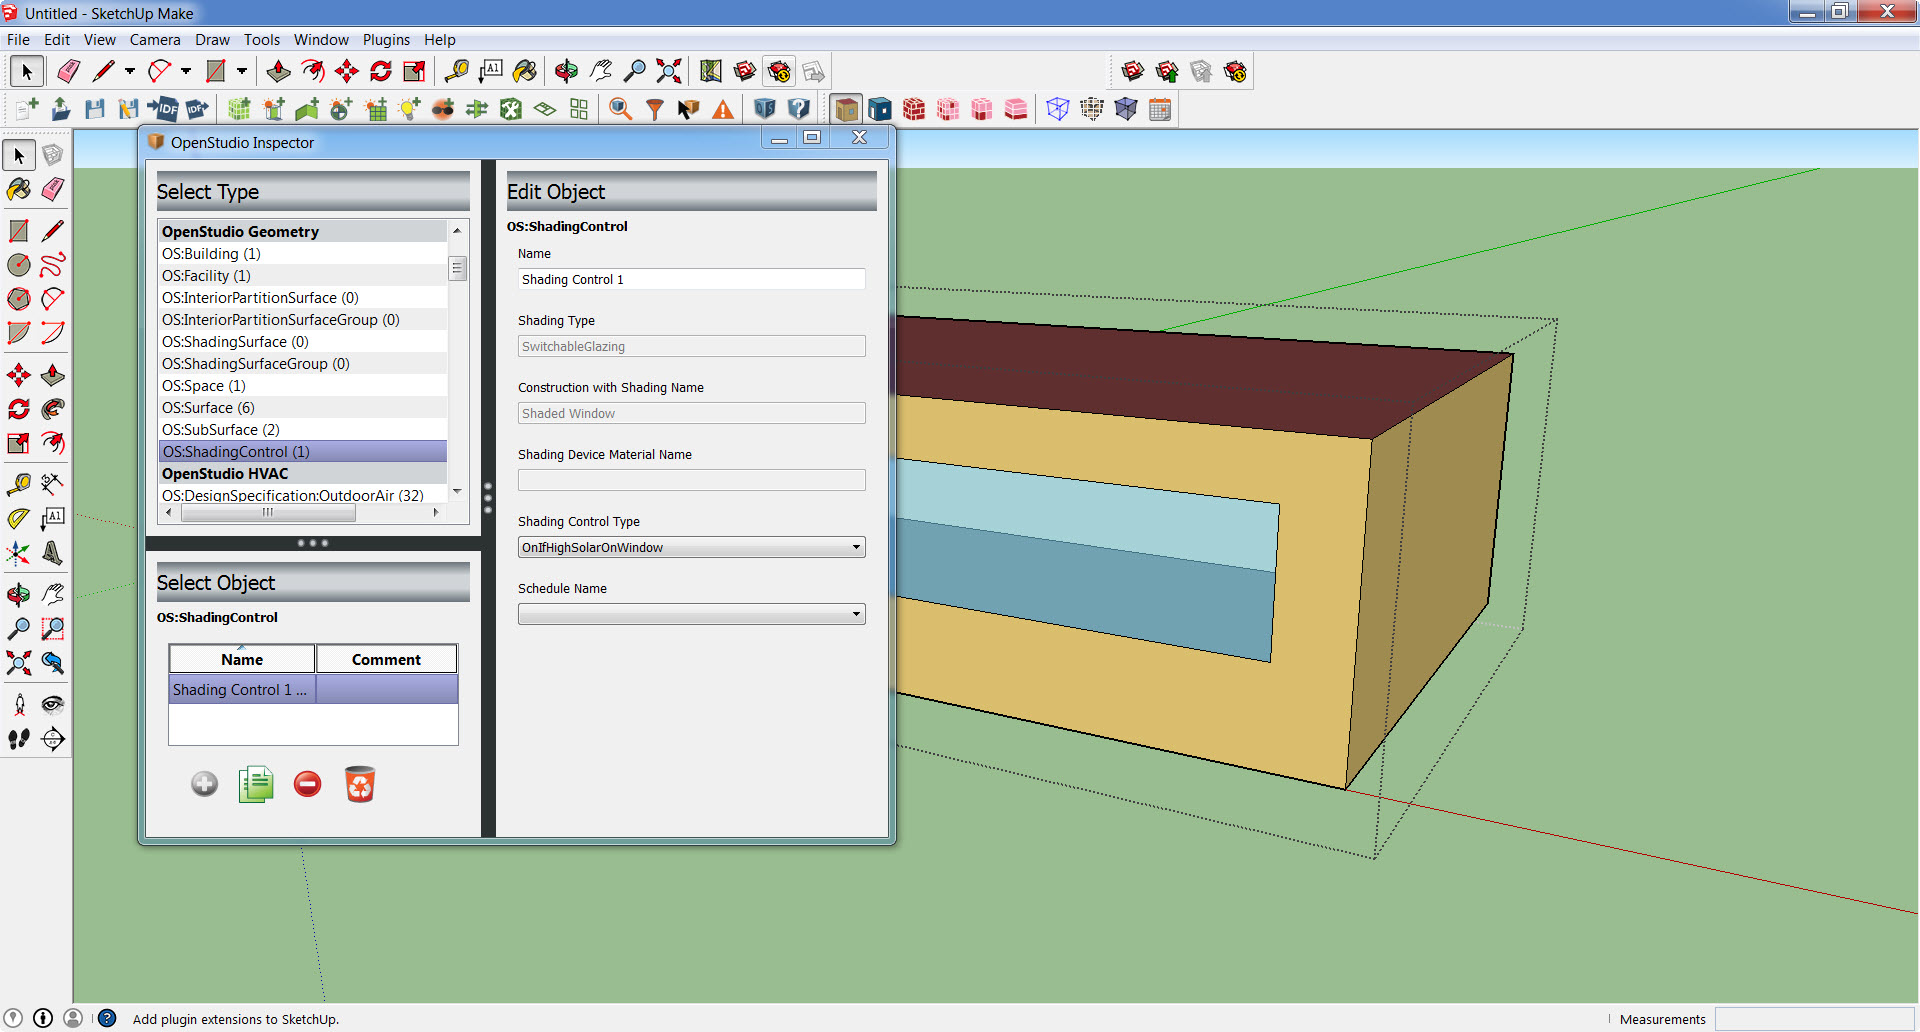 Untitled - SketchUp Make
File Edit View Camera Draw Tools Window Plugins Help
A1
IDF IDF
OpenStudio Inspector
Select Type
OpenStudio Geometry
OS:Building (1)
OS:Facility (1)
OS:InteriorPartitionSurface (0)
OS:InteriorPartitionSurfaceGroup (0)
OS:ShadingSurface (0)
OS:ShadingSurfaceGroup (0)
OS:Space (1)
OS:Surface (6)
OS:SubSurface (2)
OS:ShadingControl (1)
OpenStudio HVAC
OS:DesignSpecification:OutdoorAir (32)
Select Object
OS:ShadingControl
Name Comment
Shading Control 1 ...
Edit Object
OS:ShadingControl
Name
Shading Control 1
Shading Type
SwitchableGlazing
Construction with Shading Name
Shaded Window
Shading Device Material Name
Shading Control Type
OnIfHighSolarOnWindow
Schedule Name
A1
Add plugin extensions to SketchUp.
Measurements